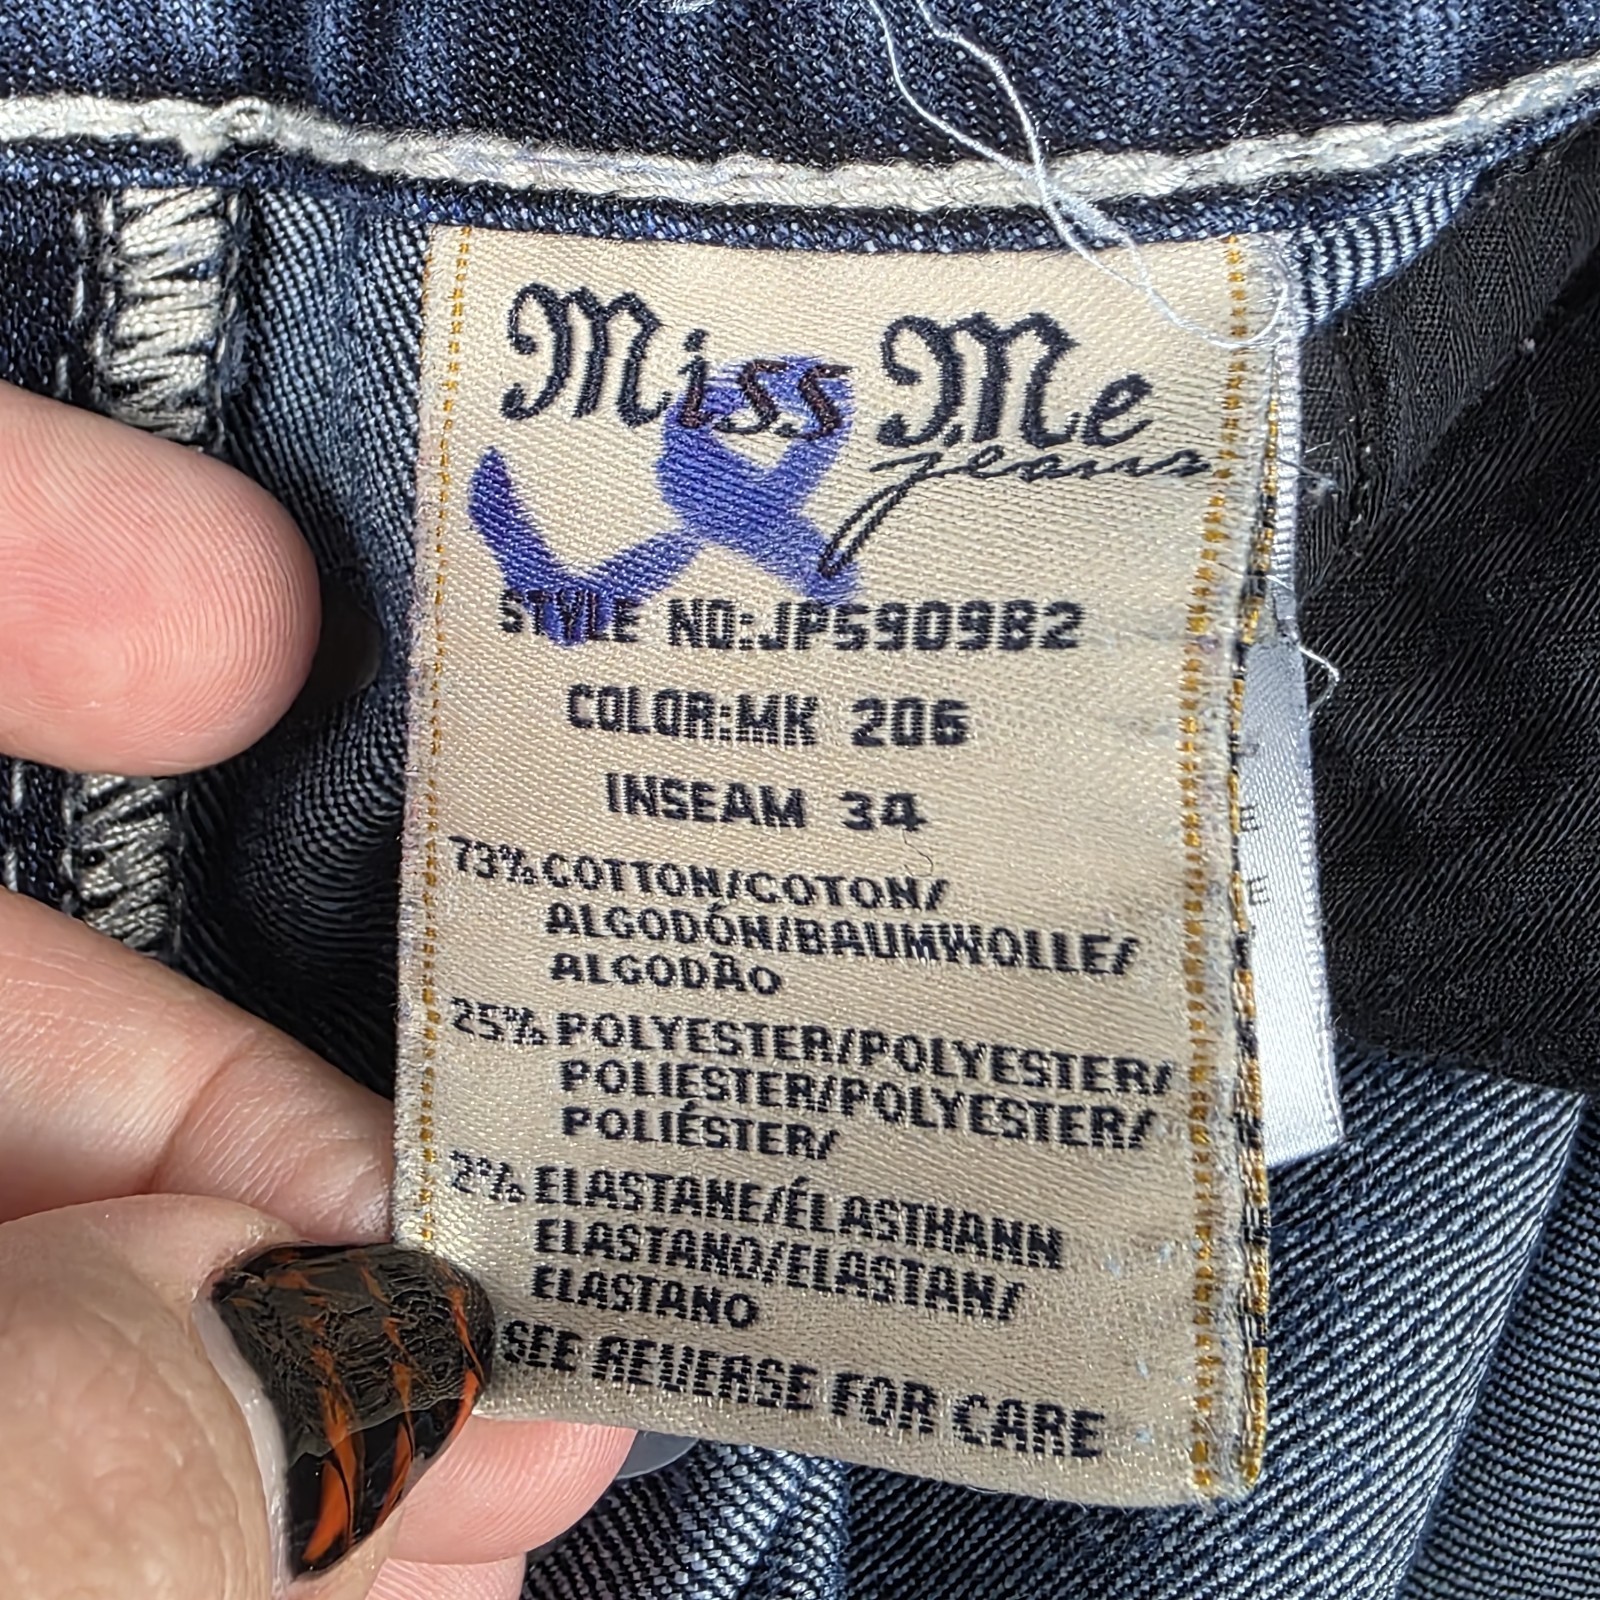 Miss Me
jeans
STYLE NO:JP590982
COLOR:MK 206
INSEAM 34
73% COTTON/COTON/
ALGODÓN/BAUMWOLLE/
ALGODÃO
25% POLYESTER/POLYESTER/
POLIESTER/POLYESTER/
POLIÉSTER/
2% ELASTANE/ÉLASTHANN
ELASTANO/ELASTAN/
ELASTANO
SEE REVERSE FOR CARE